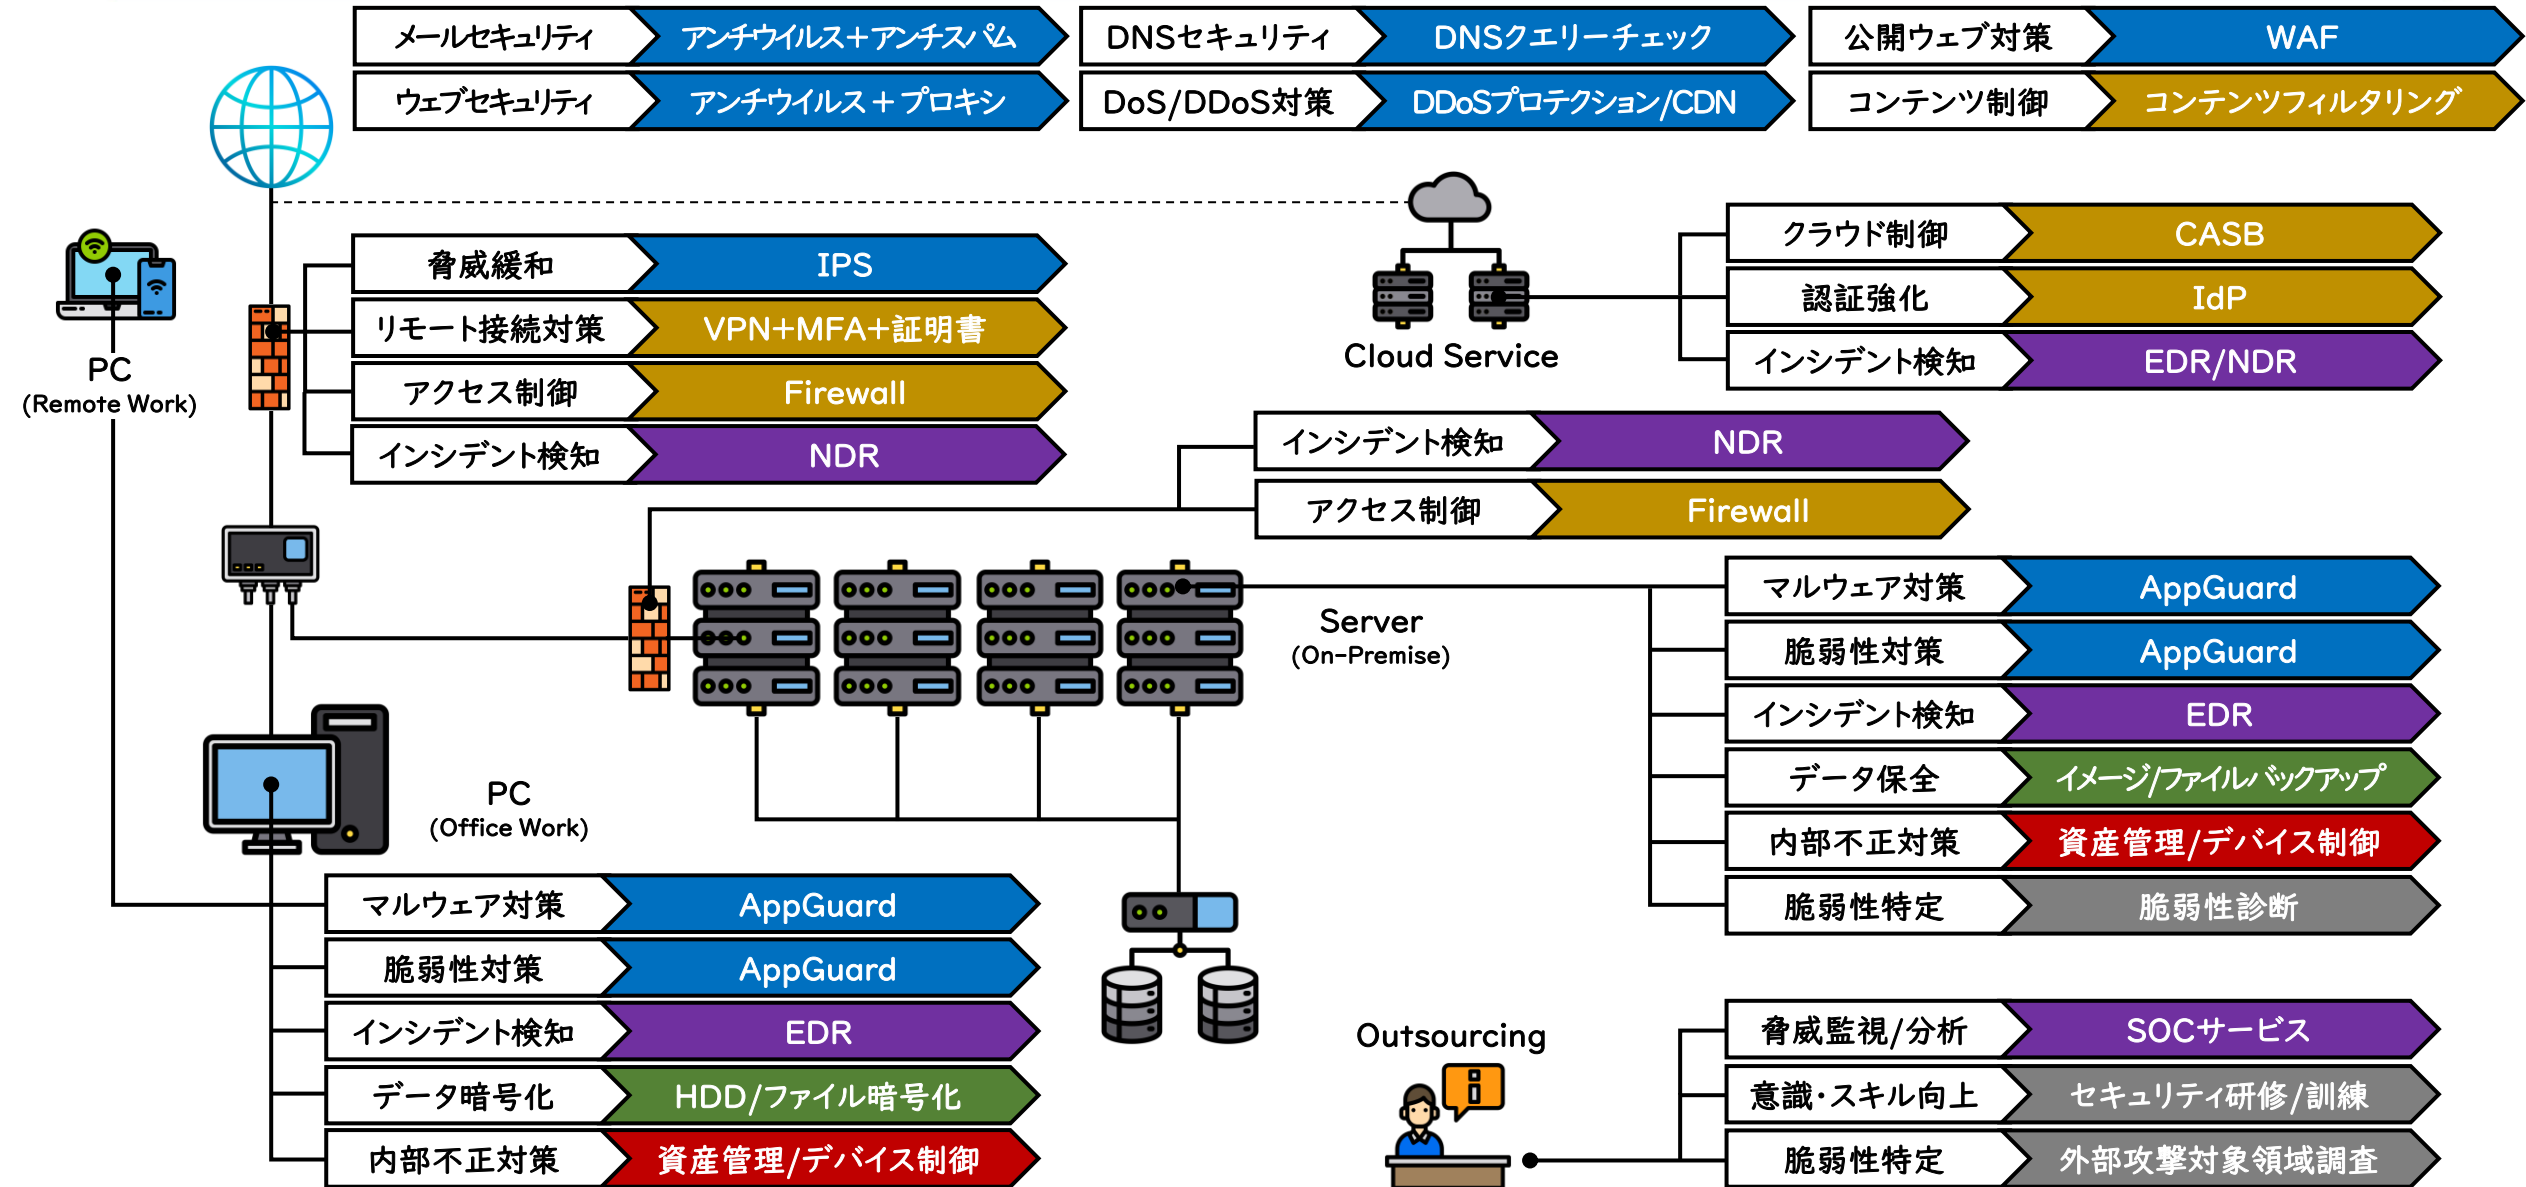 メールセキュリティ アンチウイルス＋アンチスパム
DNSセキュリティ DNSクエリーチェック
公開ウェブ対策 WAF
ウェブセキュリティ アンチウイルス＋プロキシ
DoS/DDoS対策 DDoSプロテクション/CDN
コンテンツ制御 コンテンツフィルタリング
脅威緩和 IPS
リモート接続対策 VPN+MFA+証明書
アクセス制御 Firewall
インシデント検知 NDR
PC
(Remote Work)
Cloud Service
クラウド制御 CASB
認証強化 IdP
インシデント検知 EDR/NDR
インシデント検知 NDR
アクセス制御 Firewall
Server
(On-Premise)
マルウェア対策 AppGuard
脆弱性対策 AppGuard
インシデント検知 EDR
データ保全 イメージ/ファイルバックアップ
内部不正対策 資産管理/デバイス制御
脆弱性特定 脆弱性診断
PC
(Office Work)
マルウェア対策 AppGuard
脆弱性対策 AppGuard
インシデント検知 EDR
データ暗号化 HDD/ファイル暗号化
内部不正対策 資産管理/デバイス制御
Outsourcing
脅威監視/分析 SOCサービス
意識・スキル向上 セキュリティ研修/訓練
脆弱性特定 外部攻撃対象領域調査